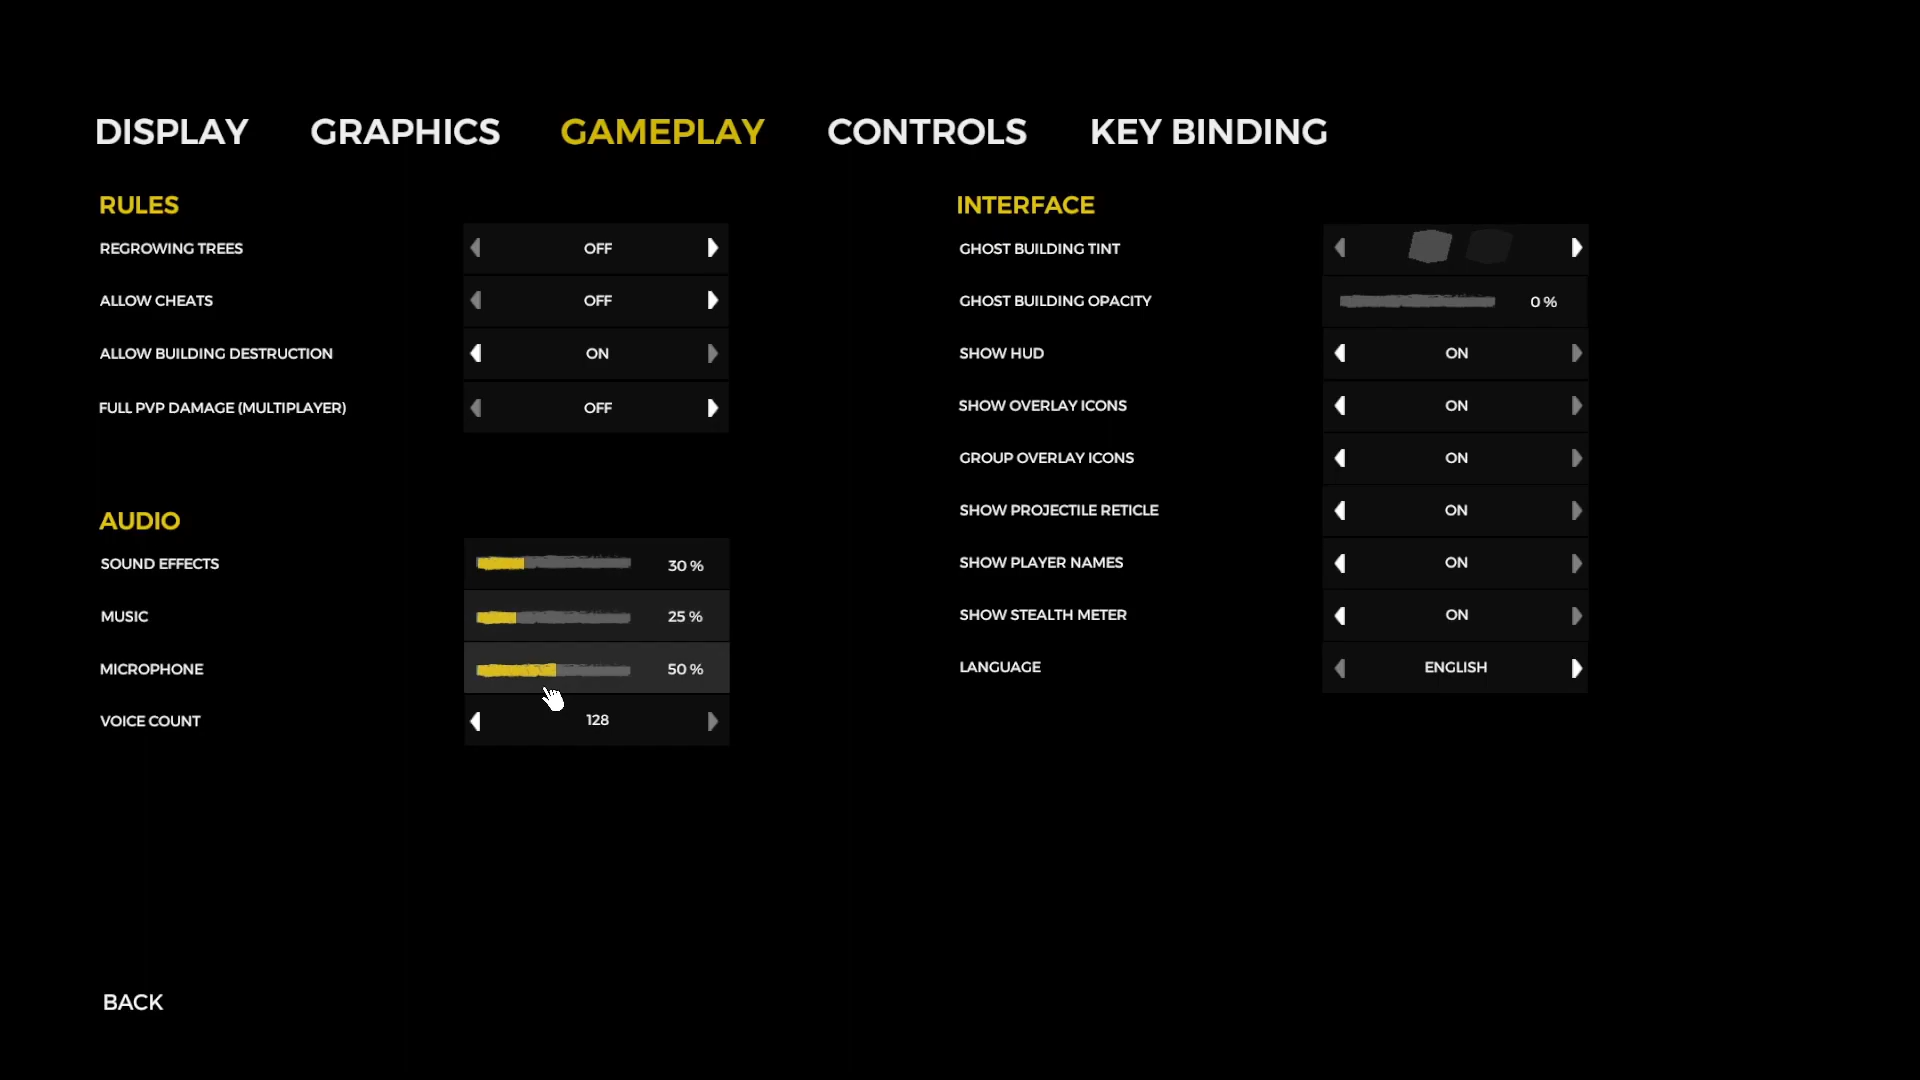 DISPLAY GRAPHICS GAMEPLAY CONTROLS KEY BINDING
RULES
REGROWING TREES OFF
ALLOW CHEATS OFF
ALLOW BUILDING DESTRUCTION ON
FULL PVP DAMAGE (MULTIPLAYER) OFF
AUDIO
SOUND EFFECTS 30 %
MUSIC 25 %
MICROPHONE 50 %
VOICE COUNT 128
INTERFACE
GHOST BUILDING TINT
GHOST BUILDING OPACITY 0 %
SHOW HUD ON
SHOW OVERLAY ICONS ON
GROUP OVERLAY ICONS ON
SHOW PROJECTILE RETICLE ON
SHOW PLAYER NAMES ON
SHOW STEALTH METER ON
LANGUAGE ENGLISH
BACK